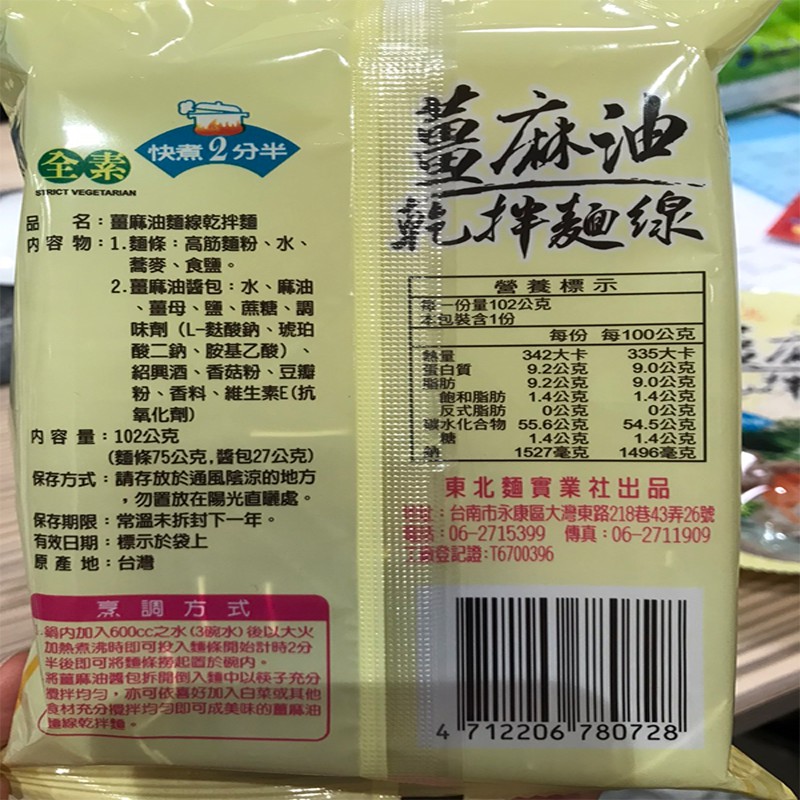 快煮2分半
全素
STRICT VEGETARIAN
品名：薑麻油麵線乾拌麵
內容物：1.麵條：高筋麵粉、水、
蕎麥、食鹽。
2.薑麻油醬包：水、麻油
、薑母、鹽、蔗糖、調
味劑（L-麩酸鈉、琥珀
酸二鈉、胺基乙酸）、
紹興酒、香菇粉、豆瓣
粉、香料、維生素E(抗
氧化劑)
內容量：102公克
(麵條75公克,醬包27公克)
保存方式：請存放於通風陰涼的地方
，勿置放在陽光直曬處。
保存期限：常溫未拆封下一年。
有效日期：標示於袋上
原產地：台灣
烹調方式
1.鍋內加入600cc之水(3碗水)後以大火
加熱煮沸時即可投入麵條開始計時2分
半後即可將麵條撈起置於碗內。
將薑麻油醬包拆開倒入麵中以筷子充分
攪拌均勻，亦可依喜好加入白菜或其他
食材充分攪拌均勻即可成美味的薑麻油
麵線乾拌麵。
薑麻油
乾拌麵線
營養標示
每一份量102公克
本包裝含1份
每份 每100公克
熱量 342大卡 335大卡
蛋白質 9.2公克 9.0公克
脂肪 9.2公克 9.0公克
飽和脂肪 1.4公克 1.4公克
反式脂肪 0公克 0公克
碳水化合物 55.6公克 54.5公克
糖 1.4公克 1.4公克
鈉 1527毫克 1496毫克
東北麵實業社出品
地址：台南市永康區大灣東路218巷43弄26號
電話：06-2715399 傳真：06-2711909
工廠登記證:T6700396
4 712206 780728